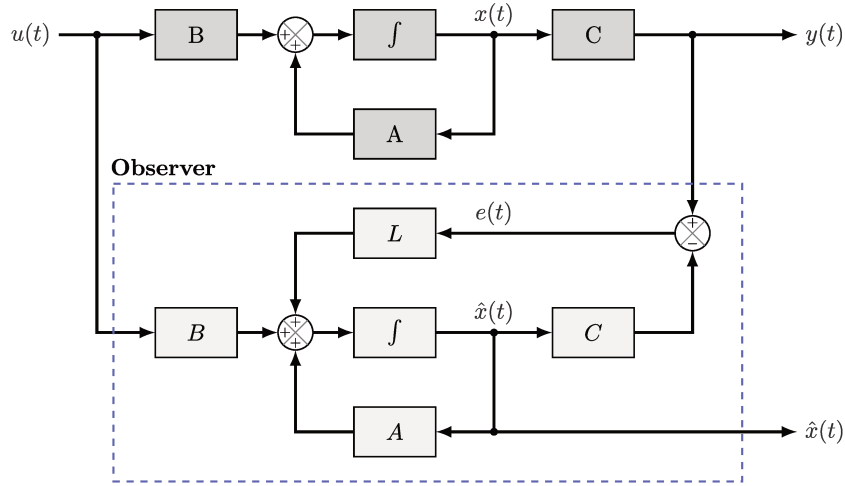 u(t) B + + ∫ x(t) C y(t)
A
Observer
L e(t) + −
B + + + ∫ x̂(t) C
A x̂(t)